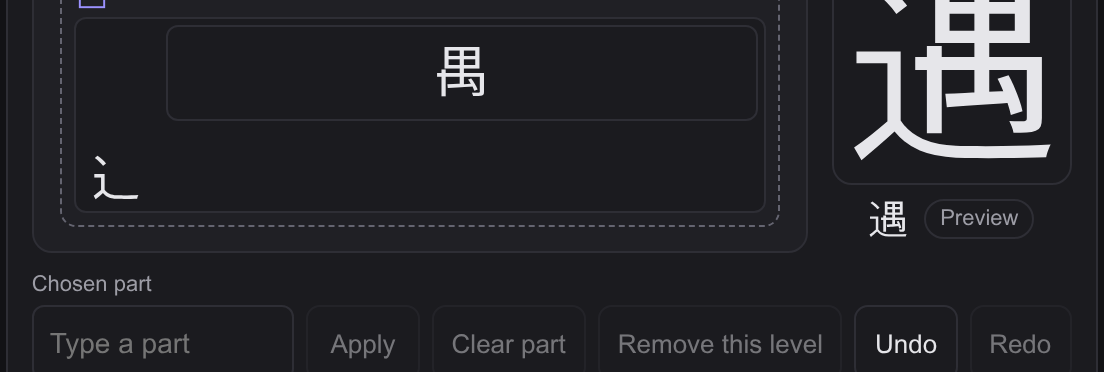 禺
遇
辶
遇 Preview
Chosen part
Type a part Apply Clear part Remove this level Undo Redo